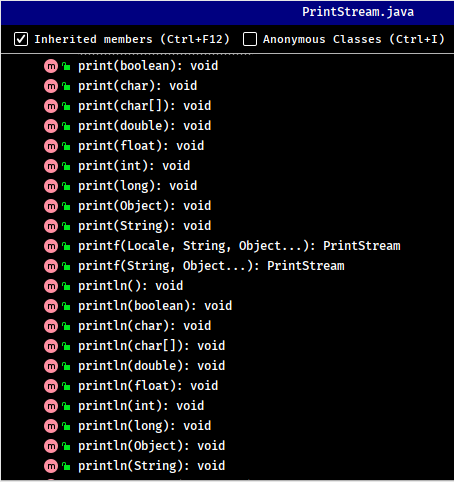 PrintStream.java
Inherited members (Ctrl+F12) Anonymous Classes (Ctrl+I)
m print(boolean): void
m print(char): void
m print(char[]): void
m print(double): void
m print(float): void
m print(int): void
m print(long): void
m print(Object): void
m print(String): void
m printf(Locale, String, Object...): PrintStream
m printf(String, Object...): PrintStream
m println(): void
m println(boolean): void
m println(char): void
m println(char[]): void
m println(double): void
m println(float): void
m println(int): void
m println(long): void
m println(Object): void
m println(String): void